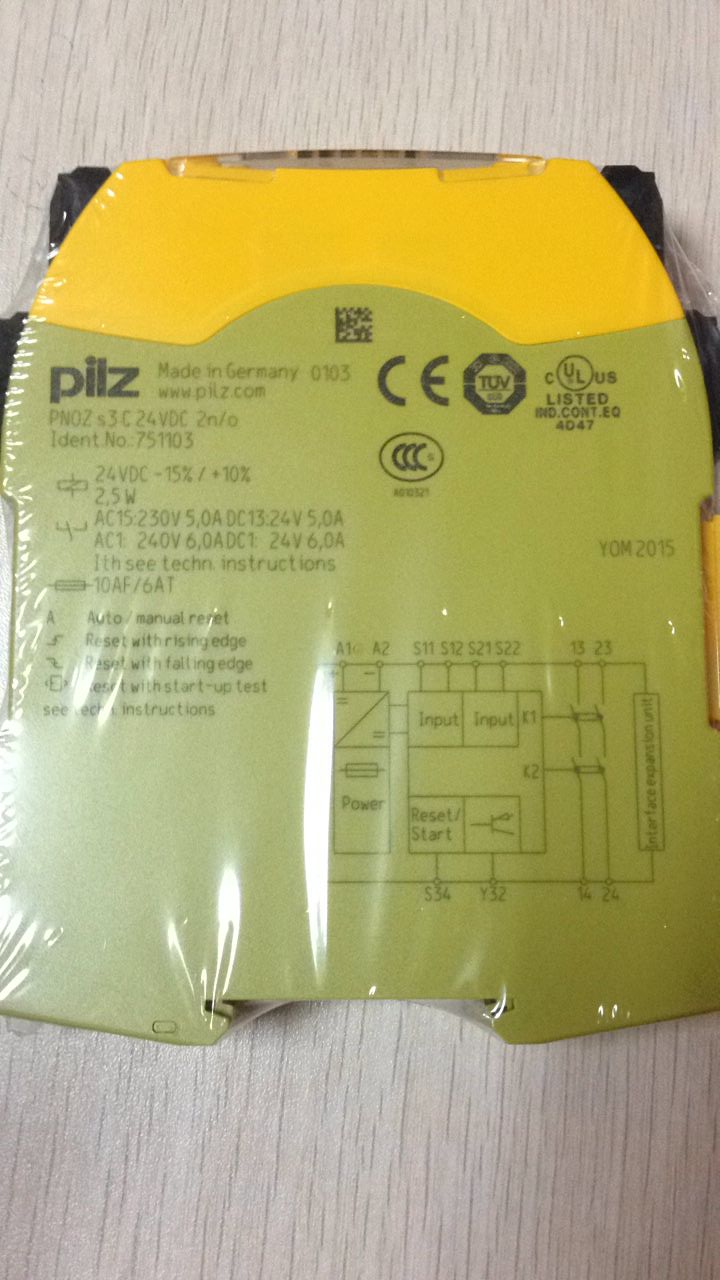 pilz Made in Germany 0103
www.pilz.com
PNOZ s3 C 24VDC 2n/o
Ident.No.:751103
CE
TÜV
C UL US
LISTED
IND.CONT.EQ
4D47
CCC S
A010321
24VDC -15% / +10%
2,5W
AC15:230V 5,0A DC13:24V 5,0A
AC1: 240V 6,0A DC1: 24V 6,0A
Ith see techn. instructions
10AF/6AT
YOM 2015
A Auto / manual reset
Reset with rising edge
Reset with falling edge
Reset with start-up test
see techn. instructions
A1 A2 S11 S12 S21 S22 13 23
Input Input K1
K2
Power
Reset/
Start
Interface expansion unit
S34 Y32 14 24